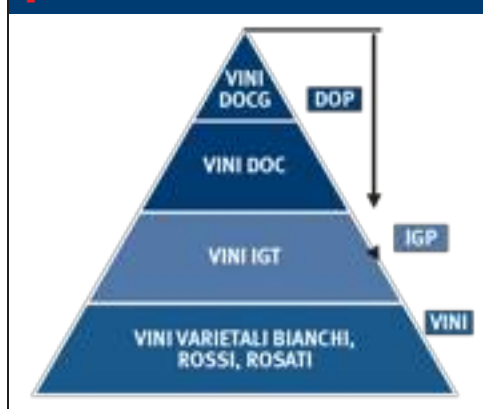 VINI
DOCG
DOP
VINI DOC
IGP
VINI IGT
VINI
VINI VARIETALI BIANCHI,
ROSSI, ROSATI